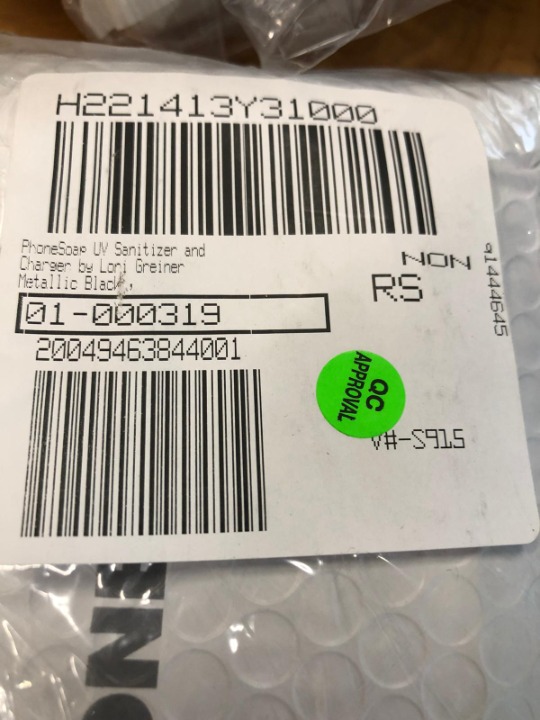 H221413Y31000
PhoneSoap UV Sanitizer and
Charger by Lori Greiner
Metallic Black,
NON
RS
91444645
01-000319
20049463844001
QC
APPROVAL
V#-S915
ENO